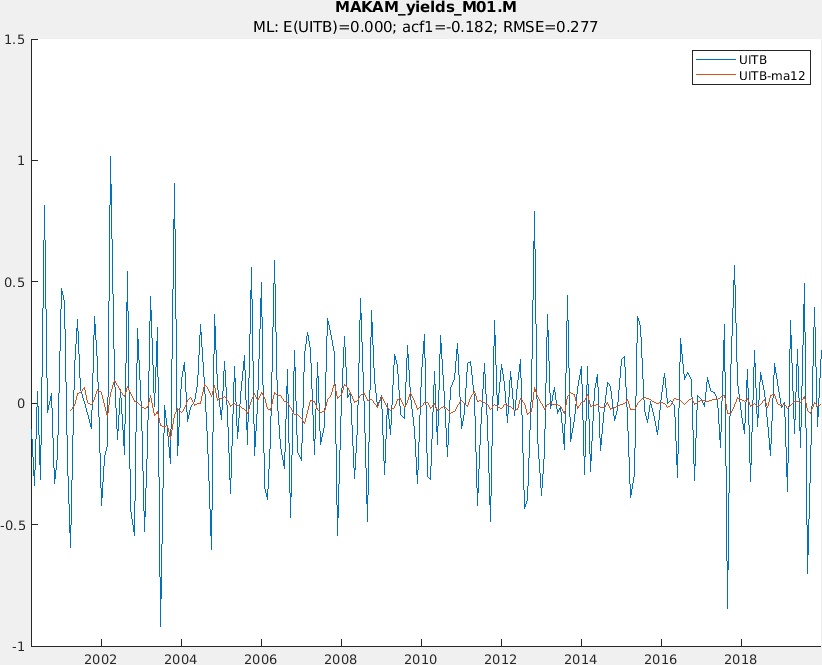 MAKAM_yields_M01.M
ML: E(UITB)=0.000; acf1=-0.182; RMSE=0.277
1.5
UITB
UITB-ma12
1
0.5
0
-0.5
-1
2002 2004 2006 2008 2010 2012 2014 2016 2018